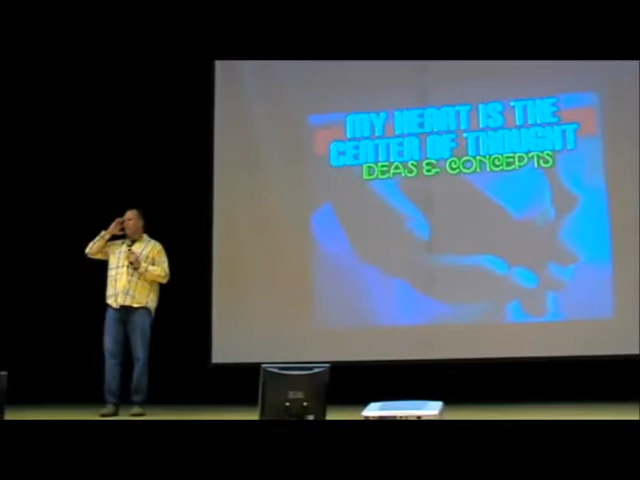 MY HEART IS THE
CENTER OF THOUGHT
IDEAS & CONCEPTS